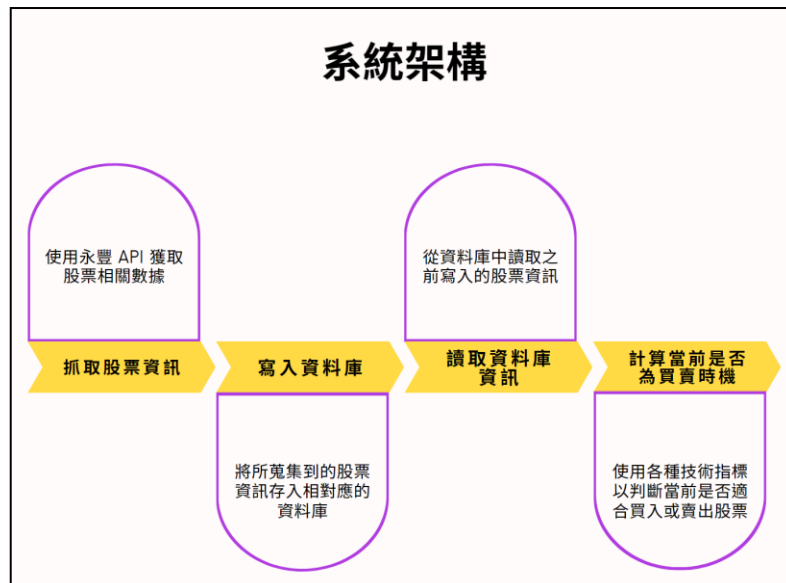 系統架構
使用永豐 API 獲取
股票相關數據
從資料庫中讀取之
前寫入的股票資訊
抓取股票資訊
寫入資料庫
讀取資料庫
資訊
計算當前是否
為買賣時機
將所蒐集到的股票
資訊存入相對應的
資料庫
使用各種技術指標
以判斷當前是否適
合買入或賣出股票